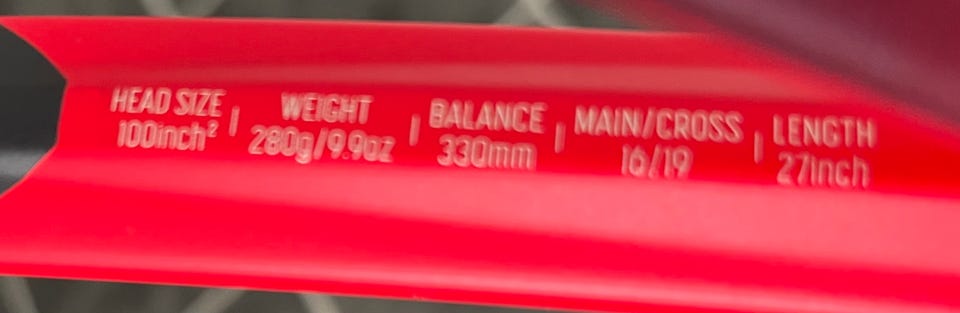 HEAD SIZE | WEIGHT | BALANCE | MAIN/CROSS | LENGTH
100inch² | 280g/9.9oz | 330mm | 16/19 | 27inch